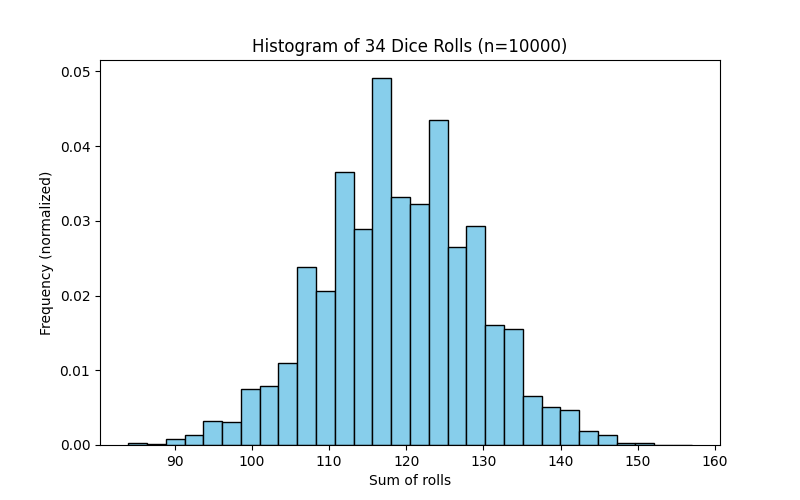 Histogram of 34 Dice Rolls (n=10000)
0.05
0.04
0.03
0.02
0.01
0.00
Frequency (normalized)
90 100 110 120 130 140 150 160
Sum of rolls